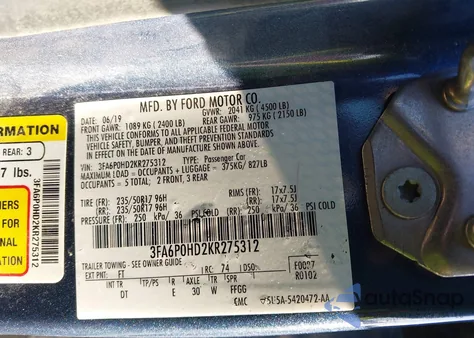 MFD. BY FORD MOTOR CO.
DATE: 06/19 GVWR: 2041 KG (4500 LB)
FRONT GAWR: 1089 KG (2400 LB) REAR GAWR: 975 KG (2150 LB)
THIS VEHICLE CONFORMS TO ALL APPLICABLE FEDERAL MOTOR
VEHICLE SAFETY, BUMPER, AND THEFT PREVENTION STANDARDS
IN EFFECT ON THE DATE OF MANUFACTURE SHOWN ABOVE.
VIN: 3FA6P0HD2KR275312 TYPE: Passenger Car
MAXIMUM LOAD = OCCUPANTS + LUGGAGE = 375KG / 827LB
OCCUPANTS = 5 TOTAL: 2 FRONT, 3 REAR
TIRE (FR): 235/50R17 96H RIMS (FR): 17x7.5J
(RR): 235/50R17 96H (RR): 17x7.5J
PRESSURE (FR): 250 kPa/ 36 PSI COLD (RR): 250 kPa/ 36 PSI COLD
3FA6P0HD2KR275312
TRAILER TOWING - SEE OWNER GUIDE
EXT PNT: FT RC: 74 DSO: F0007
R0102
INT TR TP/PS R AXLE TR SPR
DT E 30 W FFGG
EMC
5U5A-5420472-AA
FORMATION
REAR: 3
7 lbs.
3FA6P0HD2KR275312
AutoSnap